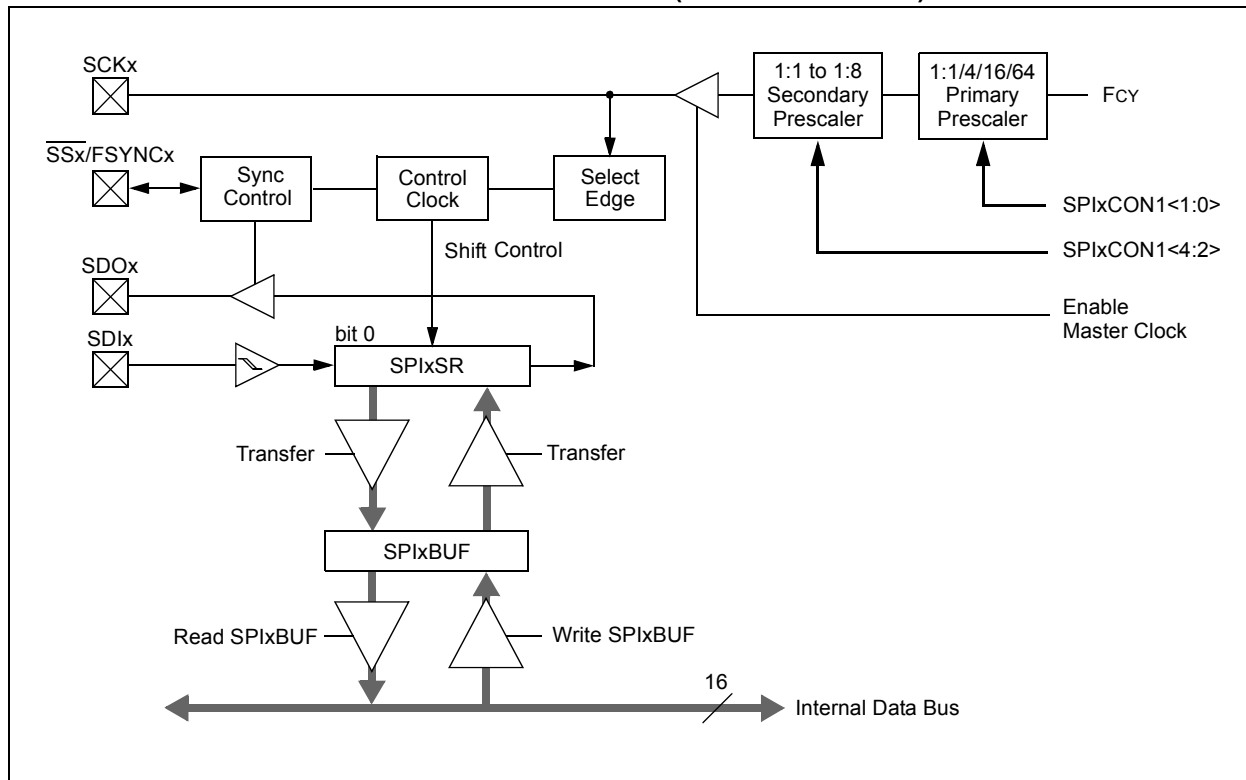 SCKx
1:1 to 1:8
Secondary
Prescaler
1:1/4/16/64
Primary
Prescaler
FCY
SSx/FSYNCx
Sync
Control
Control
Clock
Select
Edge
SPIxCON1<1:0>
Shift Control
SPIxCON1<4:2>
SDOx
Enable
Master Clock
SDIx
bit 0
SPIxSR
Transfer
Transfer
SPIxBUF
Read SPIxBUF
Write SPIxBUF
16
Internal Data Bus